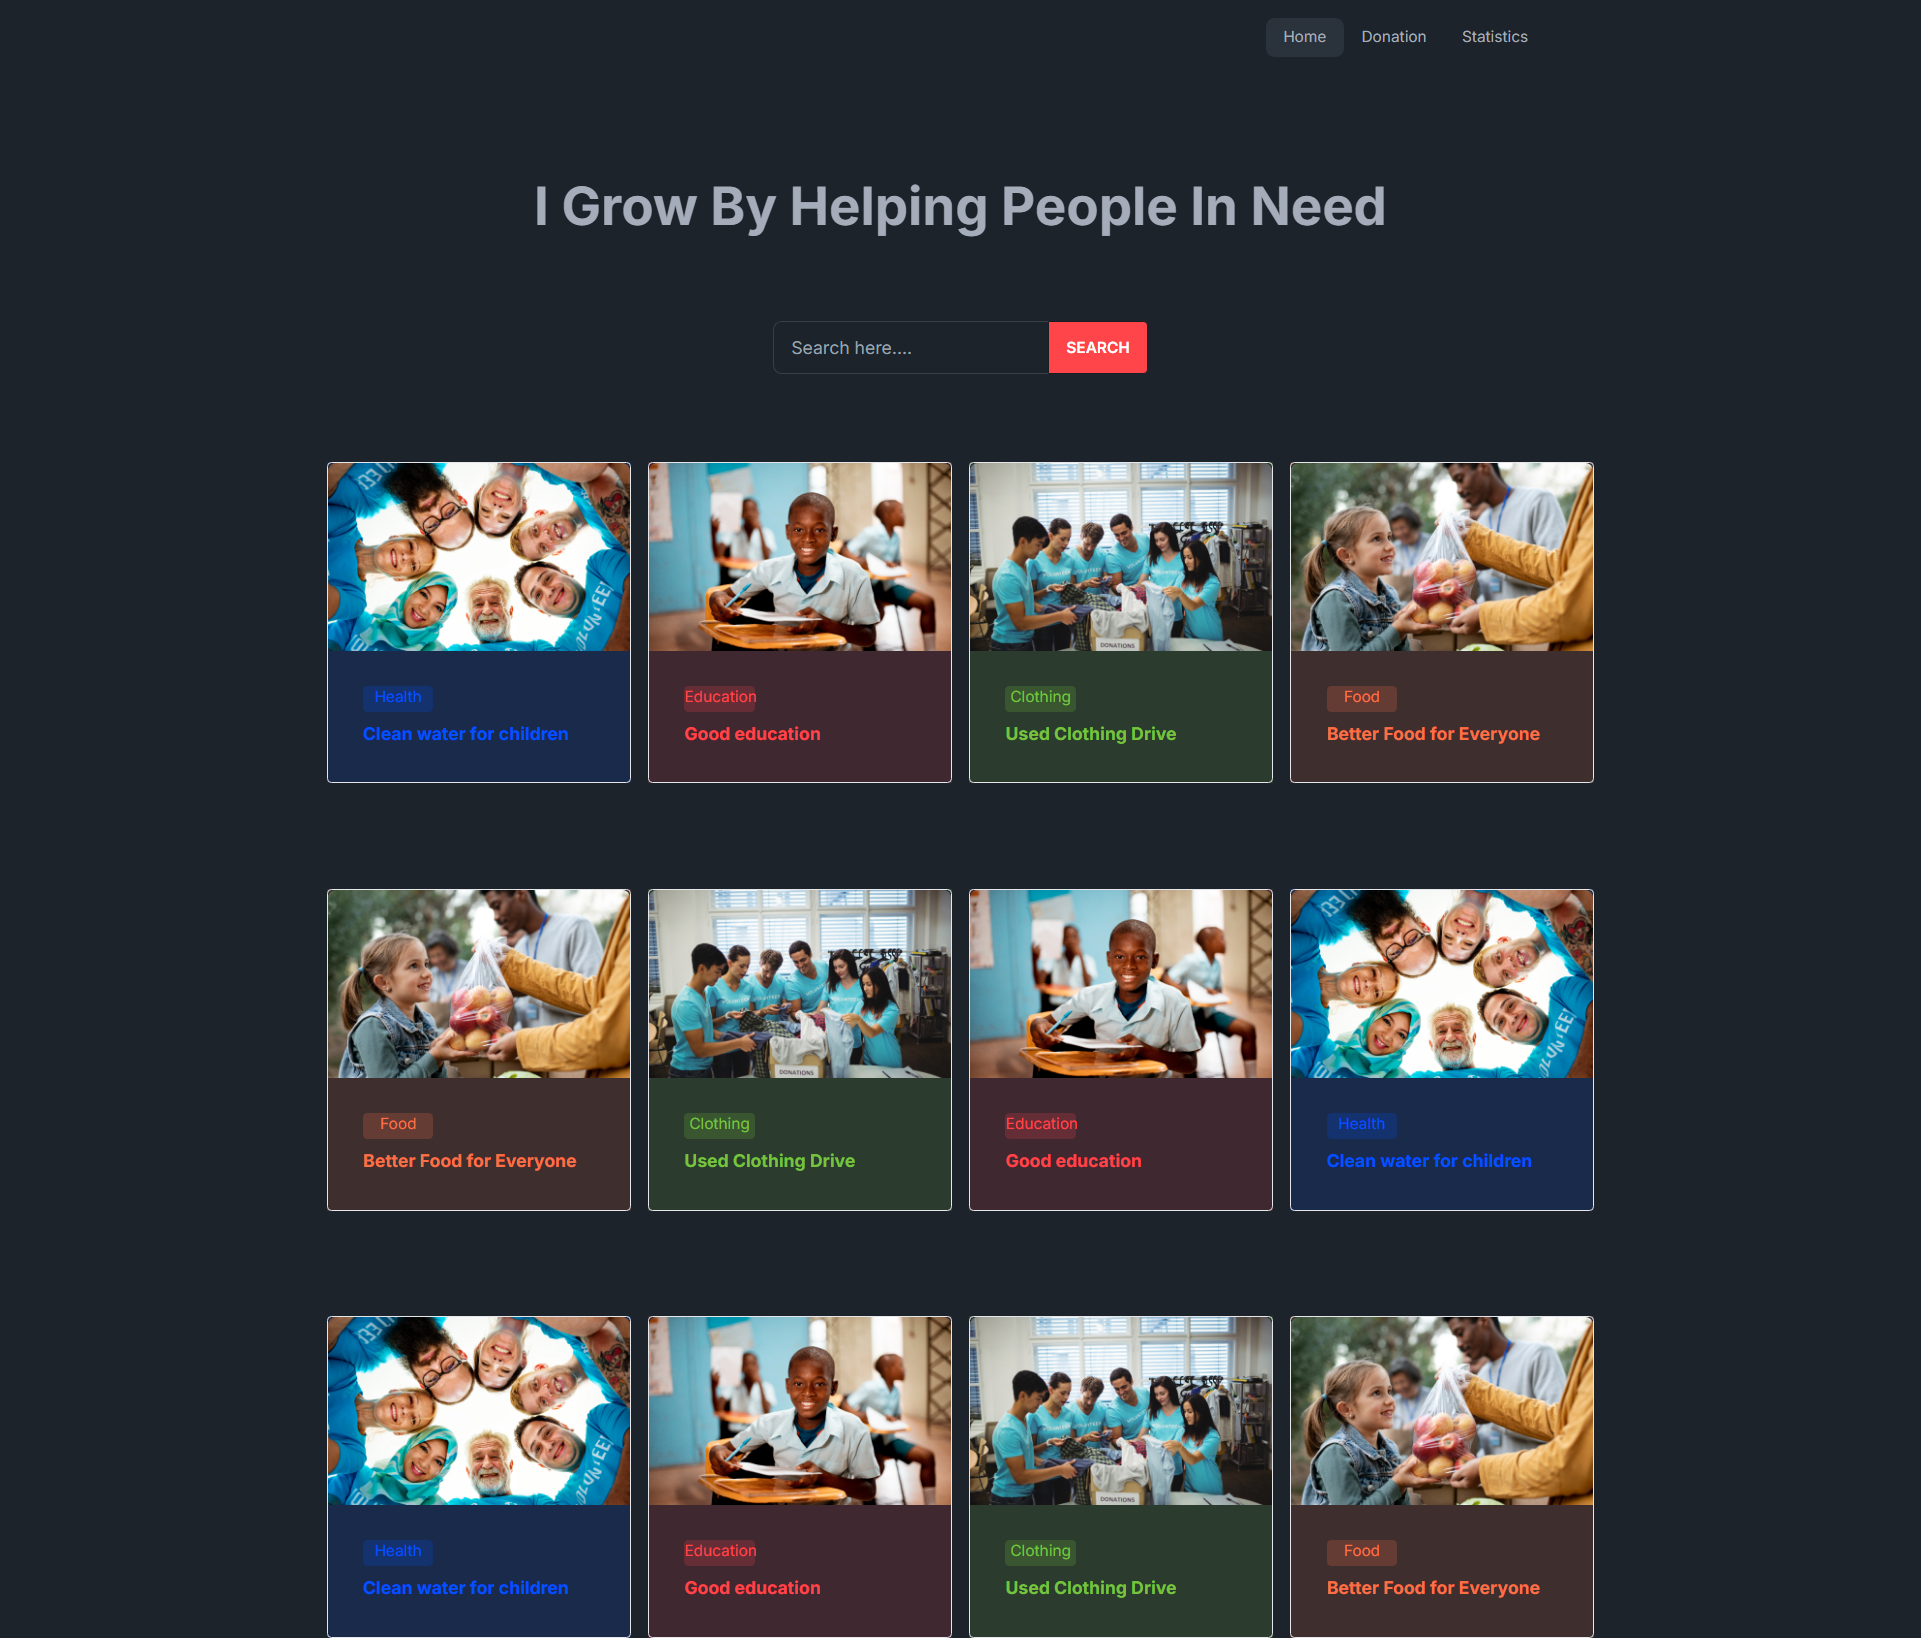 Home Donation Statistics
I Grow By Helping People In Need
Search here.... SEARCH
DONATIONS
Health Education Clothing Food
Clean water for children Good education Used Clothing Drive Better Food for Everyone
DONATIONS
Food Clothing Education Health
Better Food for Everyone Used Clothing Drive Good education Clean water for children
DONATIONS
Health Education Clothing Food
Clean water for children Good education Used Clothing Drive Better Food for Everyone